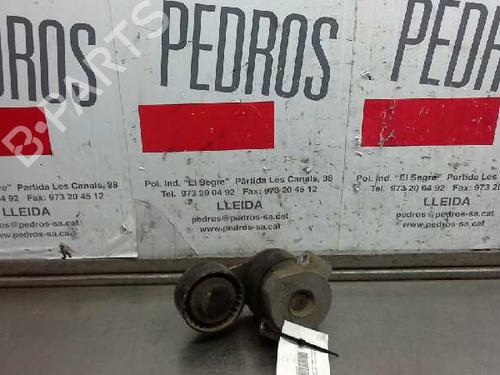 PEDROS
PEDROS
B-PARTS
Pol. Ind. "El Segre" Partida Les Canals, 38
Tel. 973 20 04 92 Fax: 973 20 45 12
LLEIDA
pedros@pedros-sa.cat
www.pedros-sa.cat
Segre" Partida Les Canals, 38
20 04 92 Fax: 973 20 45 12
LLEIDA
pedros@pedros-sa.cat
www.pedros-sa.cat
Pol. Ind. "El Segre" Partida Les
Tel. 973 20 04 92 Fax: 973
LLEIDA
pedros@pedros-sa.cat
www.pedros-sa.cat